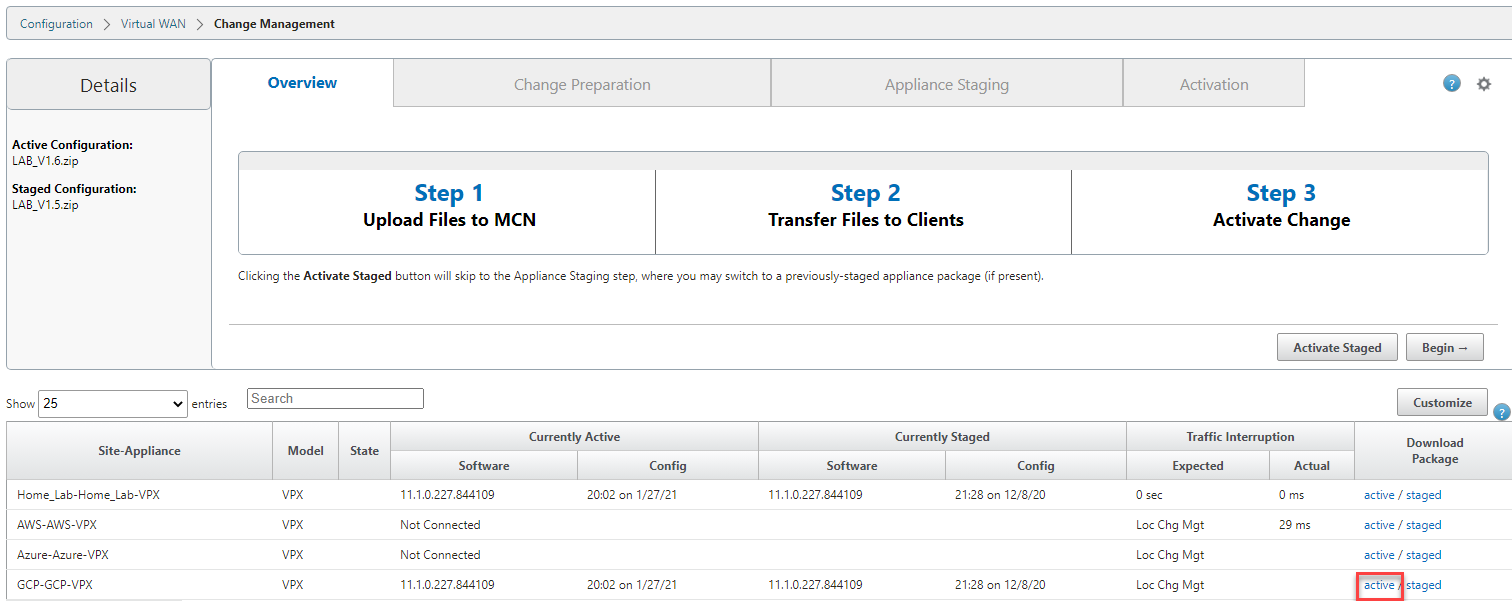 Configuration > Virtual WAN > Change Management
Details
Overview
Change Preparation
Appliance Staging
Activation
?
Active Configuration:
LAB_V1.6.zip
Staged Configuration:
LAB_V1.5.zip
Step 1
Upload Files to MCN
Step 2
Transfer Files to Clients
Step 3
Activate Change
Clicking the Activate Staged button will skip to the Appliance Staging step, where you may switch to a previously-staged appliance package (if present).
Activate Staged
Begin →
Show 25 entries
Search
Customize
?
Site-Appliance
Model
State
Currently Active
Software
Config
Currently Staged
Software
Config
Traffic Interruption
Expected
Actual
Download
Package
Home_Lab-Home_Lab-VPX VPX 11.1.0.227.844109 20:02 on 1/27/21 11.1.0.227.844109 21:28 on 12/8/20 0 sec 0 ms active / staged
AWS-AWS-VPX VPX Not Connected Loc Chg Mgt 29 ms active / staged
Azure-Azure-VPX VPX Not Connected Loc Chg Mgt active / staged
GCP-GCP-VPX VPX 11.1.0.227.844109 20:02 on 1/27/21 11.1.0.227.844109 21:28 on 12/8/20 Loc Chg Mgt active / staged